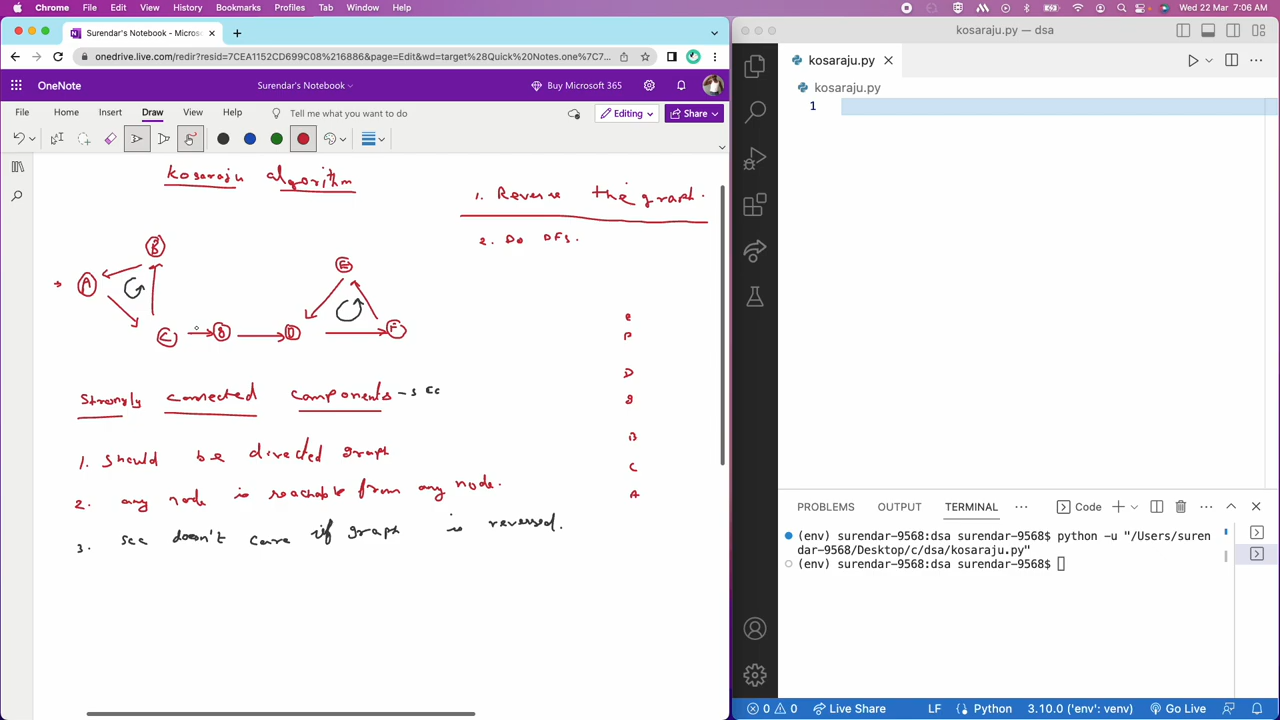 Chrome File Edit View History Bookmarks Profiles Tab Window Help
Wed 22 Mar 7:06 AM
Surendar's Notebook - Micros
onedrive.live.com/redir?resid=7CEA1152CD699C08%216886&page=Edit&wd=target%28Quick%20Notes.one%7C7...
OneNote Surendar's Notebook Buy Microsoft 365
File Home Insert Draw View Help Tell me what you want to do Editing Share
kosaraju algorithm
1. Reverse the graph.
2. Do DFS.
B
A
E
C
D
F
e
F
D
B
C
A
Strongly connected components - scc
1. should be directed graph
2. any node is reachable from any node.
3. scc doesn't care if graph is reversed.
kosaraju.py — dsa
kosaraju.py
kosaraju.py
1
PROBLEMS OUTPUT TERMINAL ... Code
(env) surendar-9568:dsa surendar-9568$ python -u "/Users/suren
dar-9568/Desktop/c/dsa/kosaraju.py"
(env) surendar-9568:dsa surendar-9568$
0 0 Live Share LF Python 3.10.0 ('env': venv) Go Live